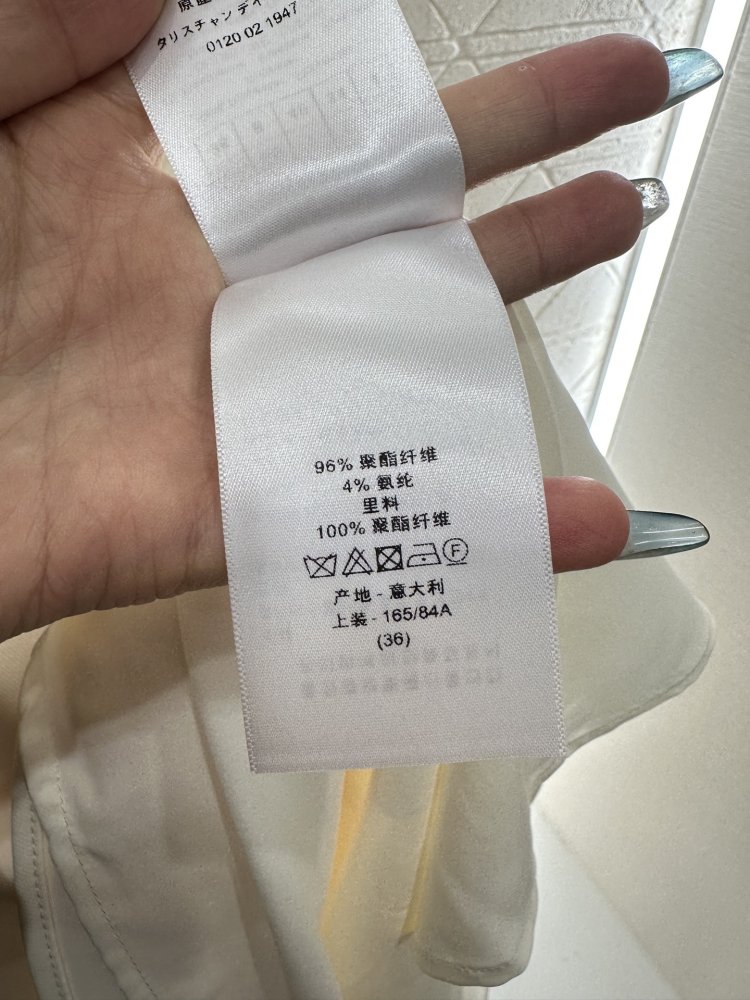 タリスチャン ディ
0120 02 1947
96% 聚酯纤维
4% 氨纶
里料
100% 聚酯纤维
F
产地 - 意大利
上装 - 165/84A
(36)